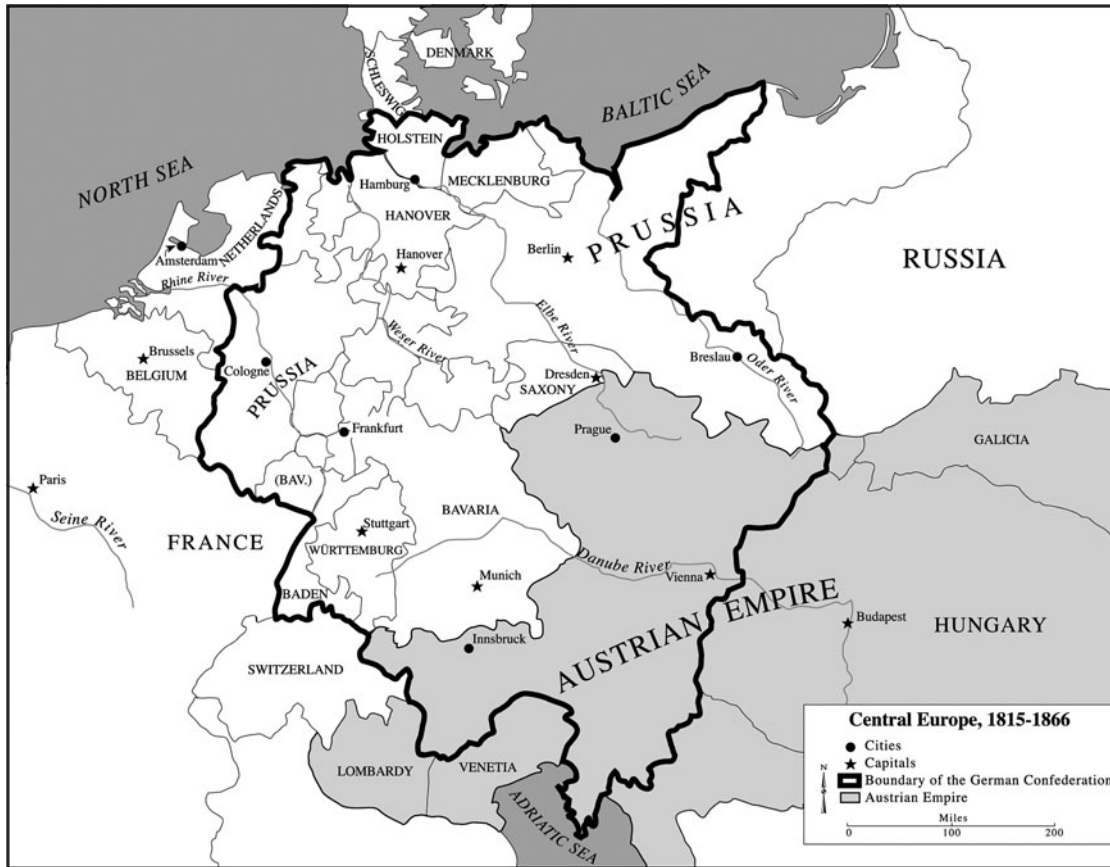 DENMARK
SCHLESWIG
BALTIC SEA
HOLSTEIN
NORTH SEA
Hamburg
MECKLENBURG
NETHERLANDS
HANOVER
PRUSSIA
Amsterdam
Hanover
Berlin
RUSSIA
Rhine River
Elbe River
Weser River
Brussels
BELGIUM
Cologne
PRUSSIA
Breslau
Oder River
Dresden
SAXONY
Frankfurt
Prague
GALICIA
Paris
(BAV.)
Seine River
Stuttgart
BAVARIA
FRANCE
WÜRTTEMBURG
Danube River
Vienna
Munich
BADEN
AUSTRIAN EMPIRE
Budapest
HUNGARY
Innsbruck
SWITZERLAND
LOMBARDY
VENETIA
ADRIATIC SEA
Central Europe, 1815-1866
Cities
Capitals
Boundary of the German Confederation
Austrian Empire
N
S
Miles
0 100 200